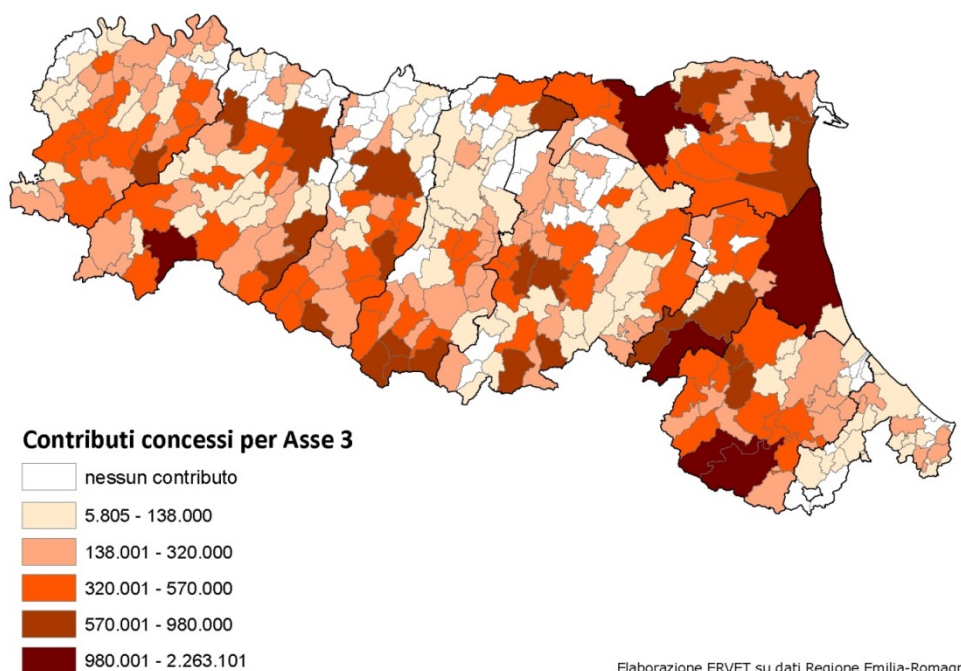 Contributi concessi per Asse 3
nessun contributo
5.805 - 138.000
138.001 - 320.000
320.001 - 570.000
570.001 - 980.000
980.001 - 2.263.101
Elaborazione ERVET su dati Regione Emilia-Romagn